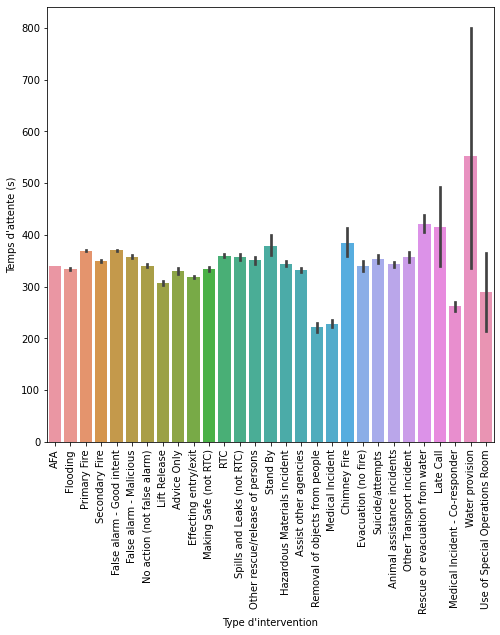 800
700
600
500
400
300
200
100
0
Temps d'attente (s)
AFA
Flooding
Primary Fire
Secondary Fire
False alarm - Good intent
False alarm - Malicious
No action (not false alarm)
Lift Release
Advice Only
Effecting entry/exit
Making Safe (not RTC)
RTC
Spills and Leaks (not RTC)
Other rescue/release of persons
Stand By
Hazardous Materials incident
Assist other agencies
Removal of objects from people
Medical Incident
Chimney Fire
Evacuation (no fire)
Suicide/attempts
Animal assistance incidents
Other Transport incident
Rescue or evacuation from water
Late Call
Medical Incident - Co-responder
Water provision
Use of Special Operations Room
Type d'intervention